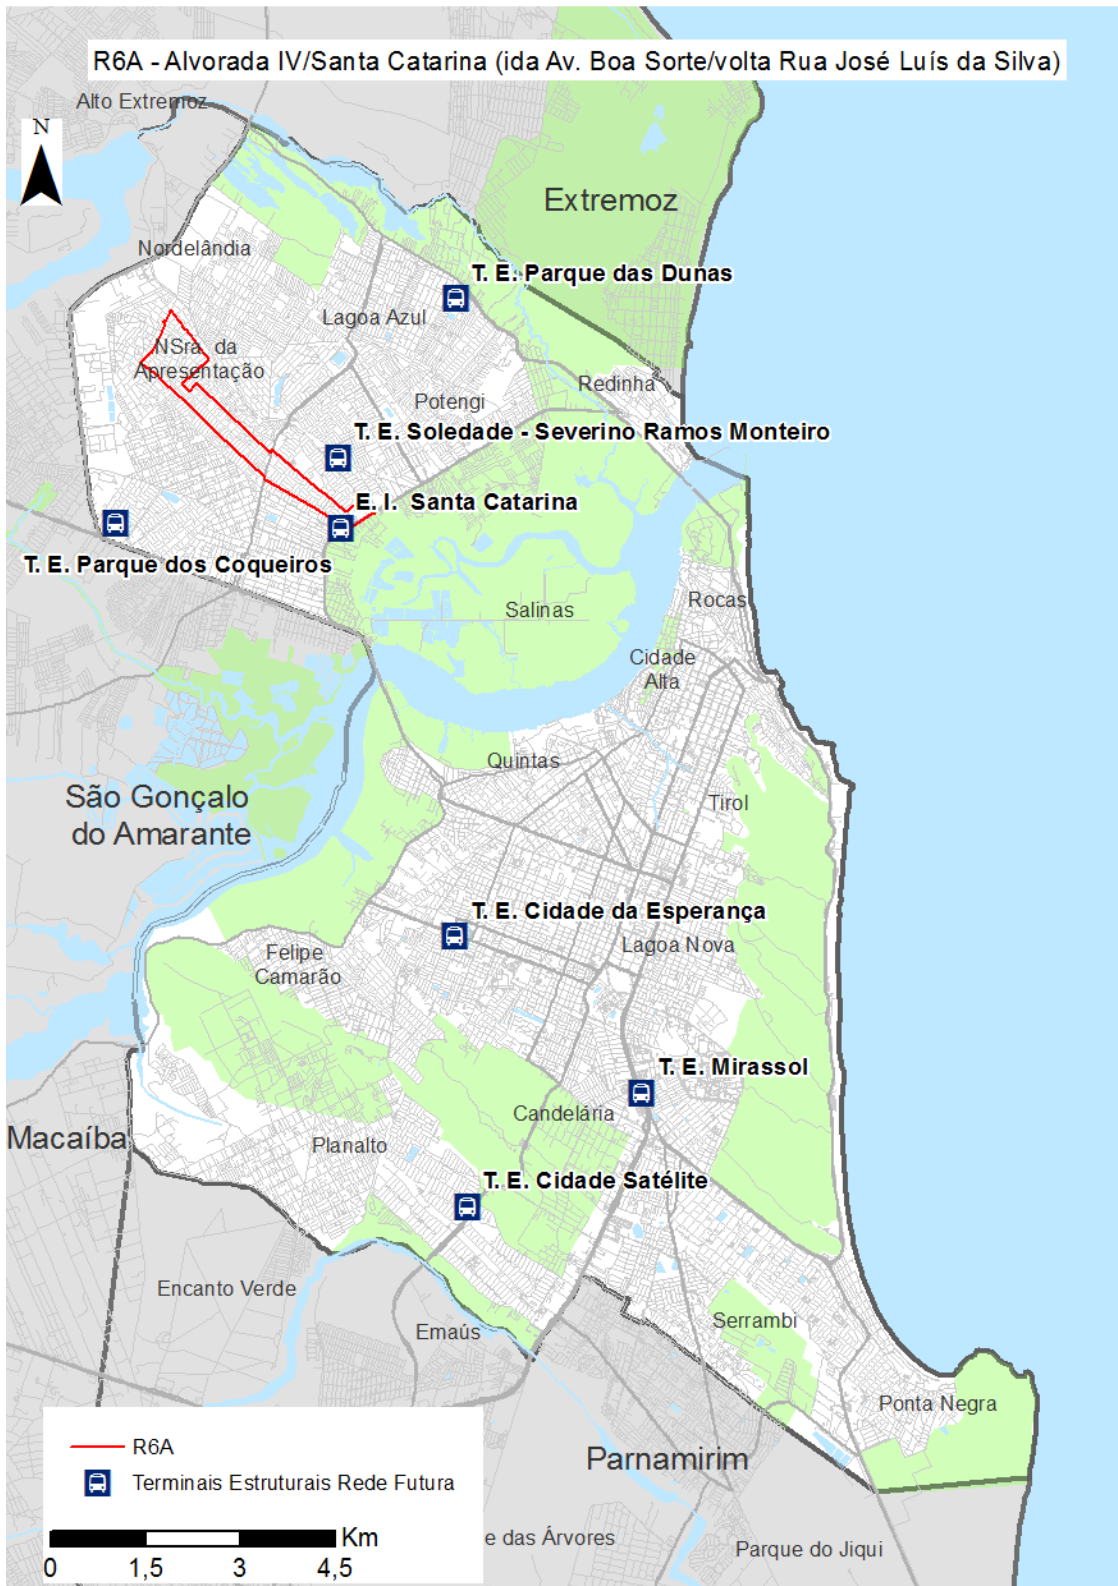 R6A - Alvorada IV/Santa Catarina (ida Av. Boa Sorte/volta Rua José Luís da Silva)
Alto Extremoz
N
Extremoz
Nordelândia
T. E. Parque das Dunas
Lagoa Azul
NSra. da
Apresentação
Redinha
Potengi
T. E. Soledade - Severino Ramos Monteiro
E. I. Santa Catarina
T. E. Parque dos Coqueiros
Rocas
Salinas
Cidade
Alta
Quintas
São Gonçalo
do Amarante
Tirol
T. E. Cidade da Esperança
Lagoa Nova
Felipe
Camarão
T. E. Mirassol
Candelária
Macaíba
Planalto
T. E. Cidade Satélite
Encanto Verde
Serrambi
Emaús
Ponta Negra
R6A
Parnamirim
Terminais Estruturais Rede Futura
Km
e das Árvores
Parque do Jiqui
0 1,5 3 4,5